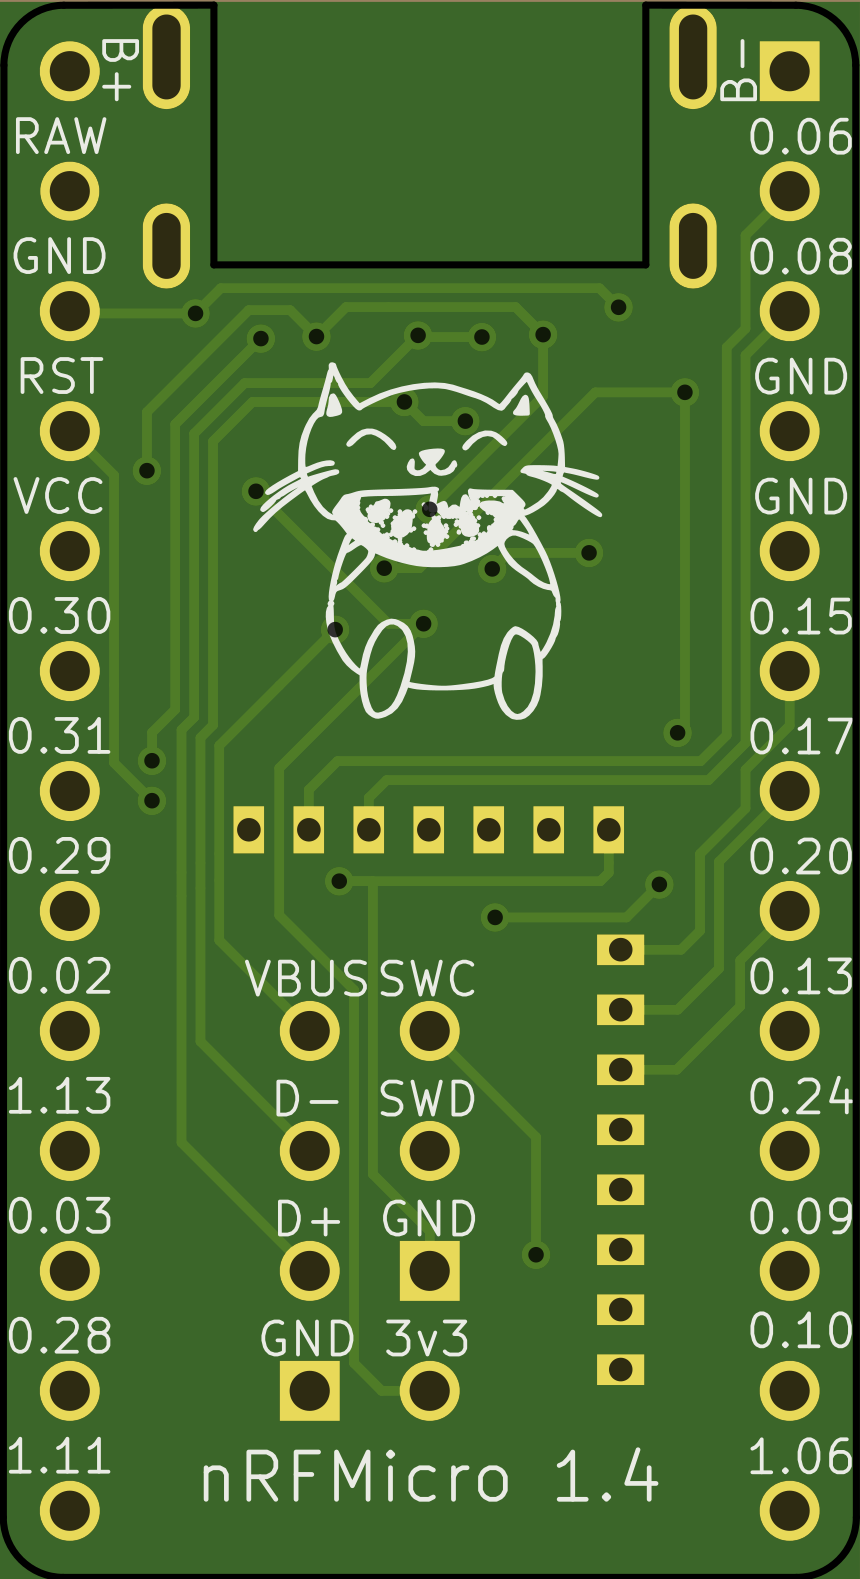 B+
B-
RAW
0.06
GND
0.08
RST
GND
VCC
GND
0.30
0.15
0.31
0.17
0.29
0.20
0.02
VBUS SWC
0.13
1.13
D- SWD
0.24
0.03
D+ GND
0.09
0.28
GND 3v3
0.10
1.11
1.06
nRFMicro 1.4